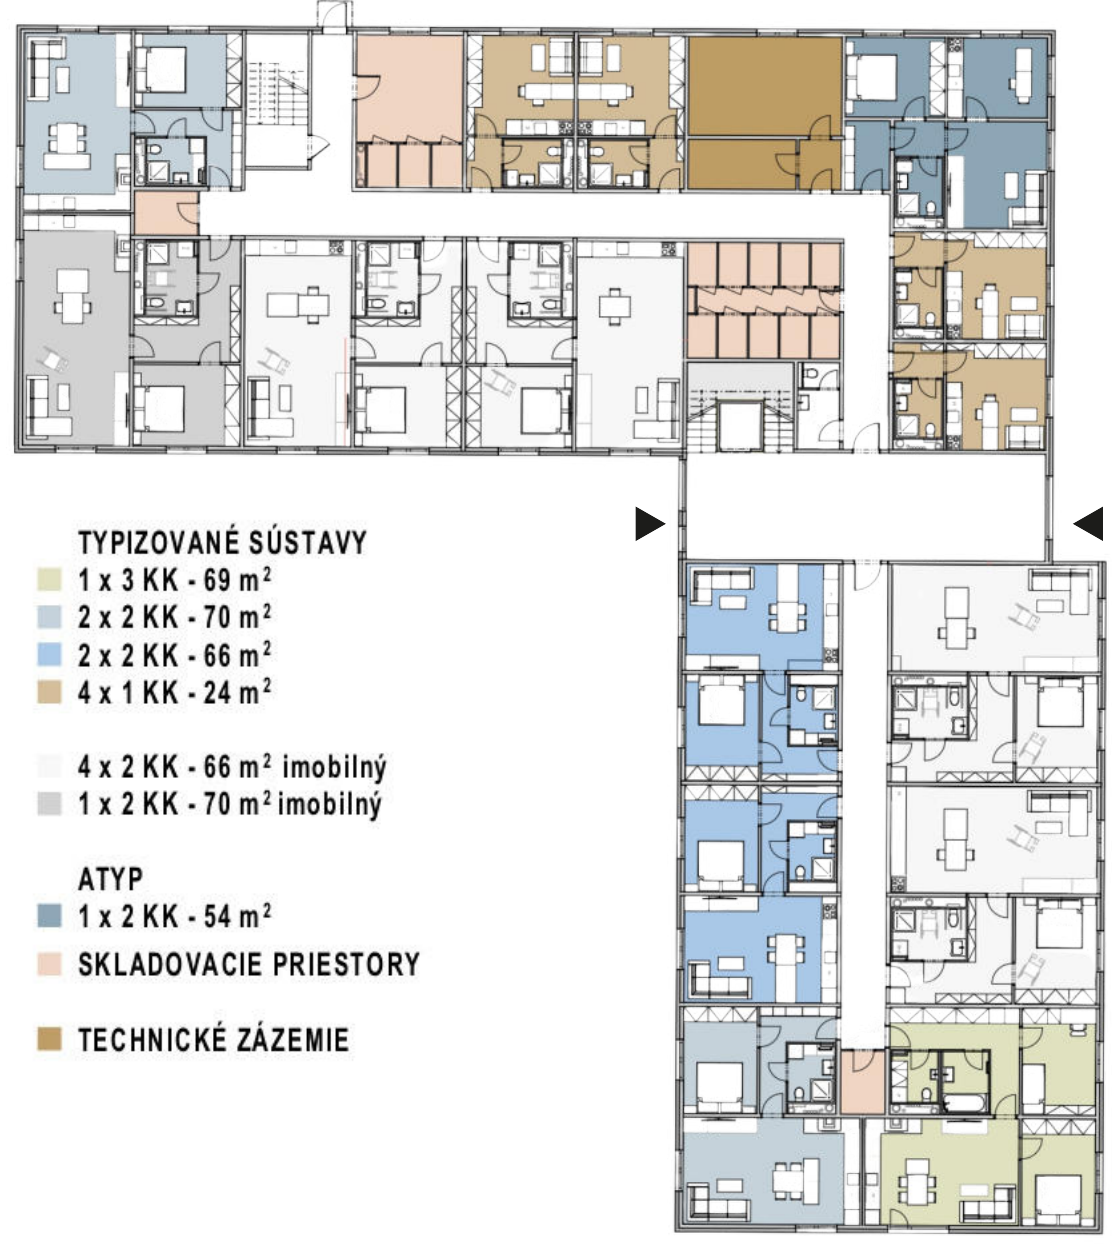 TYPIZOVANÉ SÚSTAVY
1 x 3 KK - 69 m²
2 x 2 KK - 70 m²
2 x 2 KK - 66 m²
4 x 1 KK - 24 m²
4 x 2 KK - 66 m² imobilný
1 x 2 KK - 70 m² imobilný
ATYP
1 x 2 KK - 54 m²
SKLADOVACIE PRIESTORY
TECHNICKÉ ZÁZEMIE